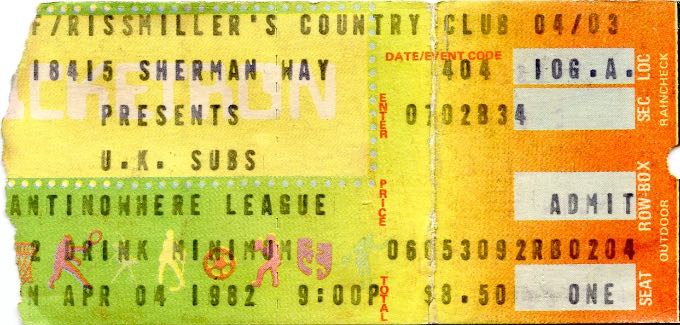 F/RISSMILLER'S COUNTRY CLUB 04/03
DATE/EVENT CODE
18415 SHERMAN WAY 404 IOG.A.
PRESENTS
ENTER
0702834
U.K. SUBS
PRICE
ANTINOWHERE LEAGUE ADMIT
2 DRINK MINIMUM 06053092RB0204
N APR 04 1982 9:00P $8.50 ONE
TOTAL
LOC
SEC
ROW-BOX
SEAT
RAINCHECK
OUTDOOR